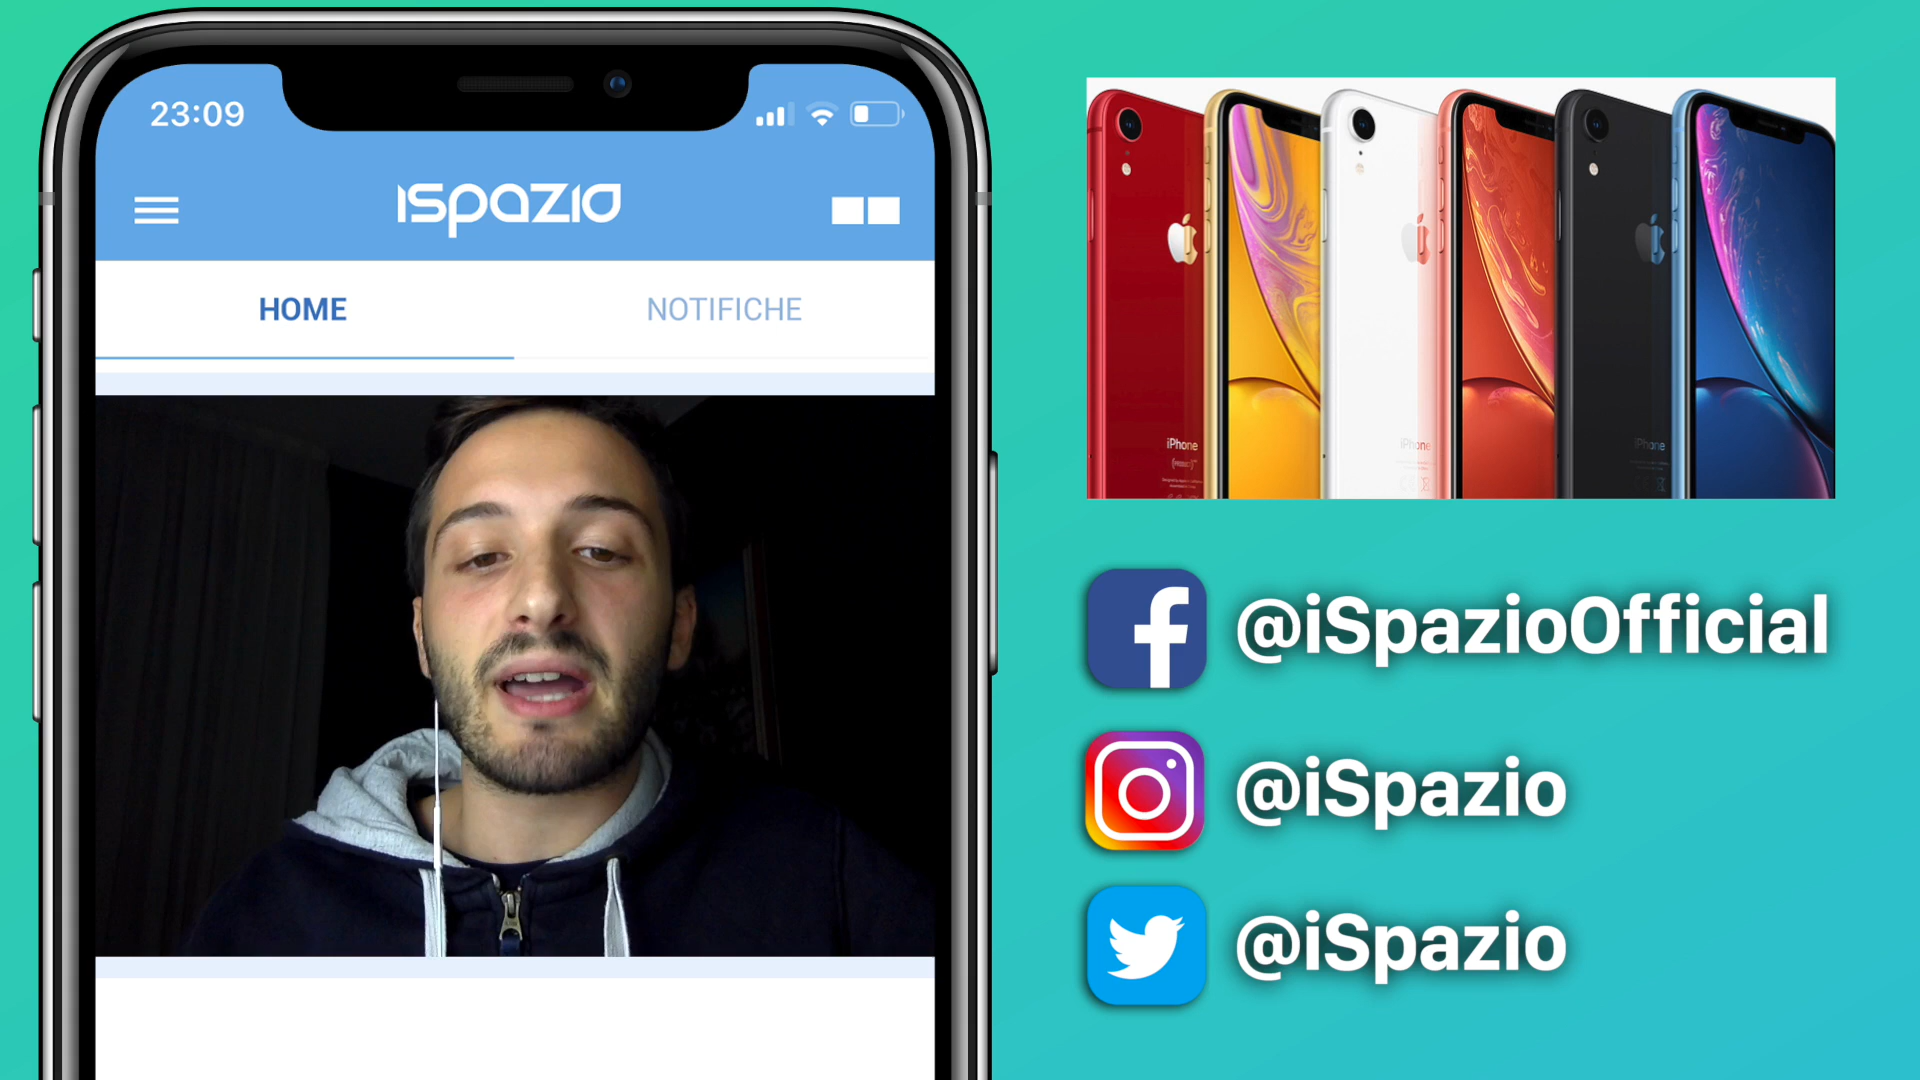 23:09
iSpazio
HOME
NOTIFICHE
iPhone
iPhone
iPhone
@iSpazioOfficial
@iSpazio
@iSpazio